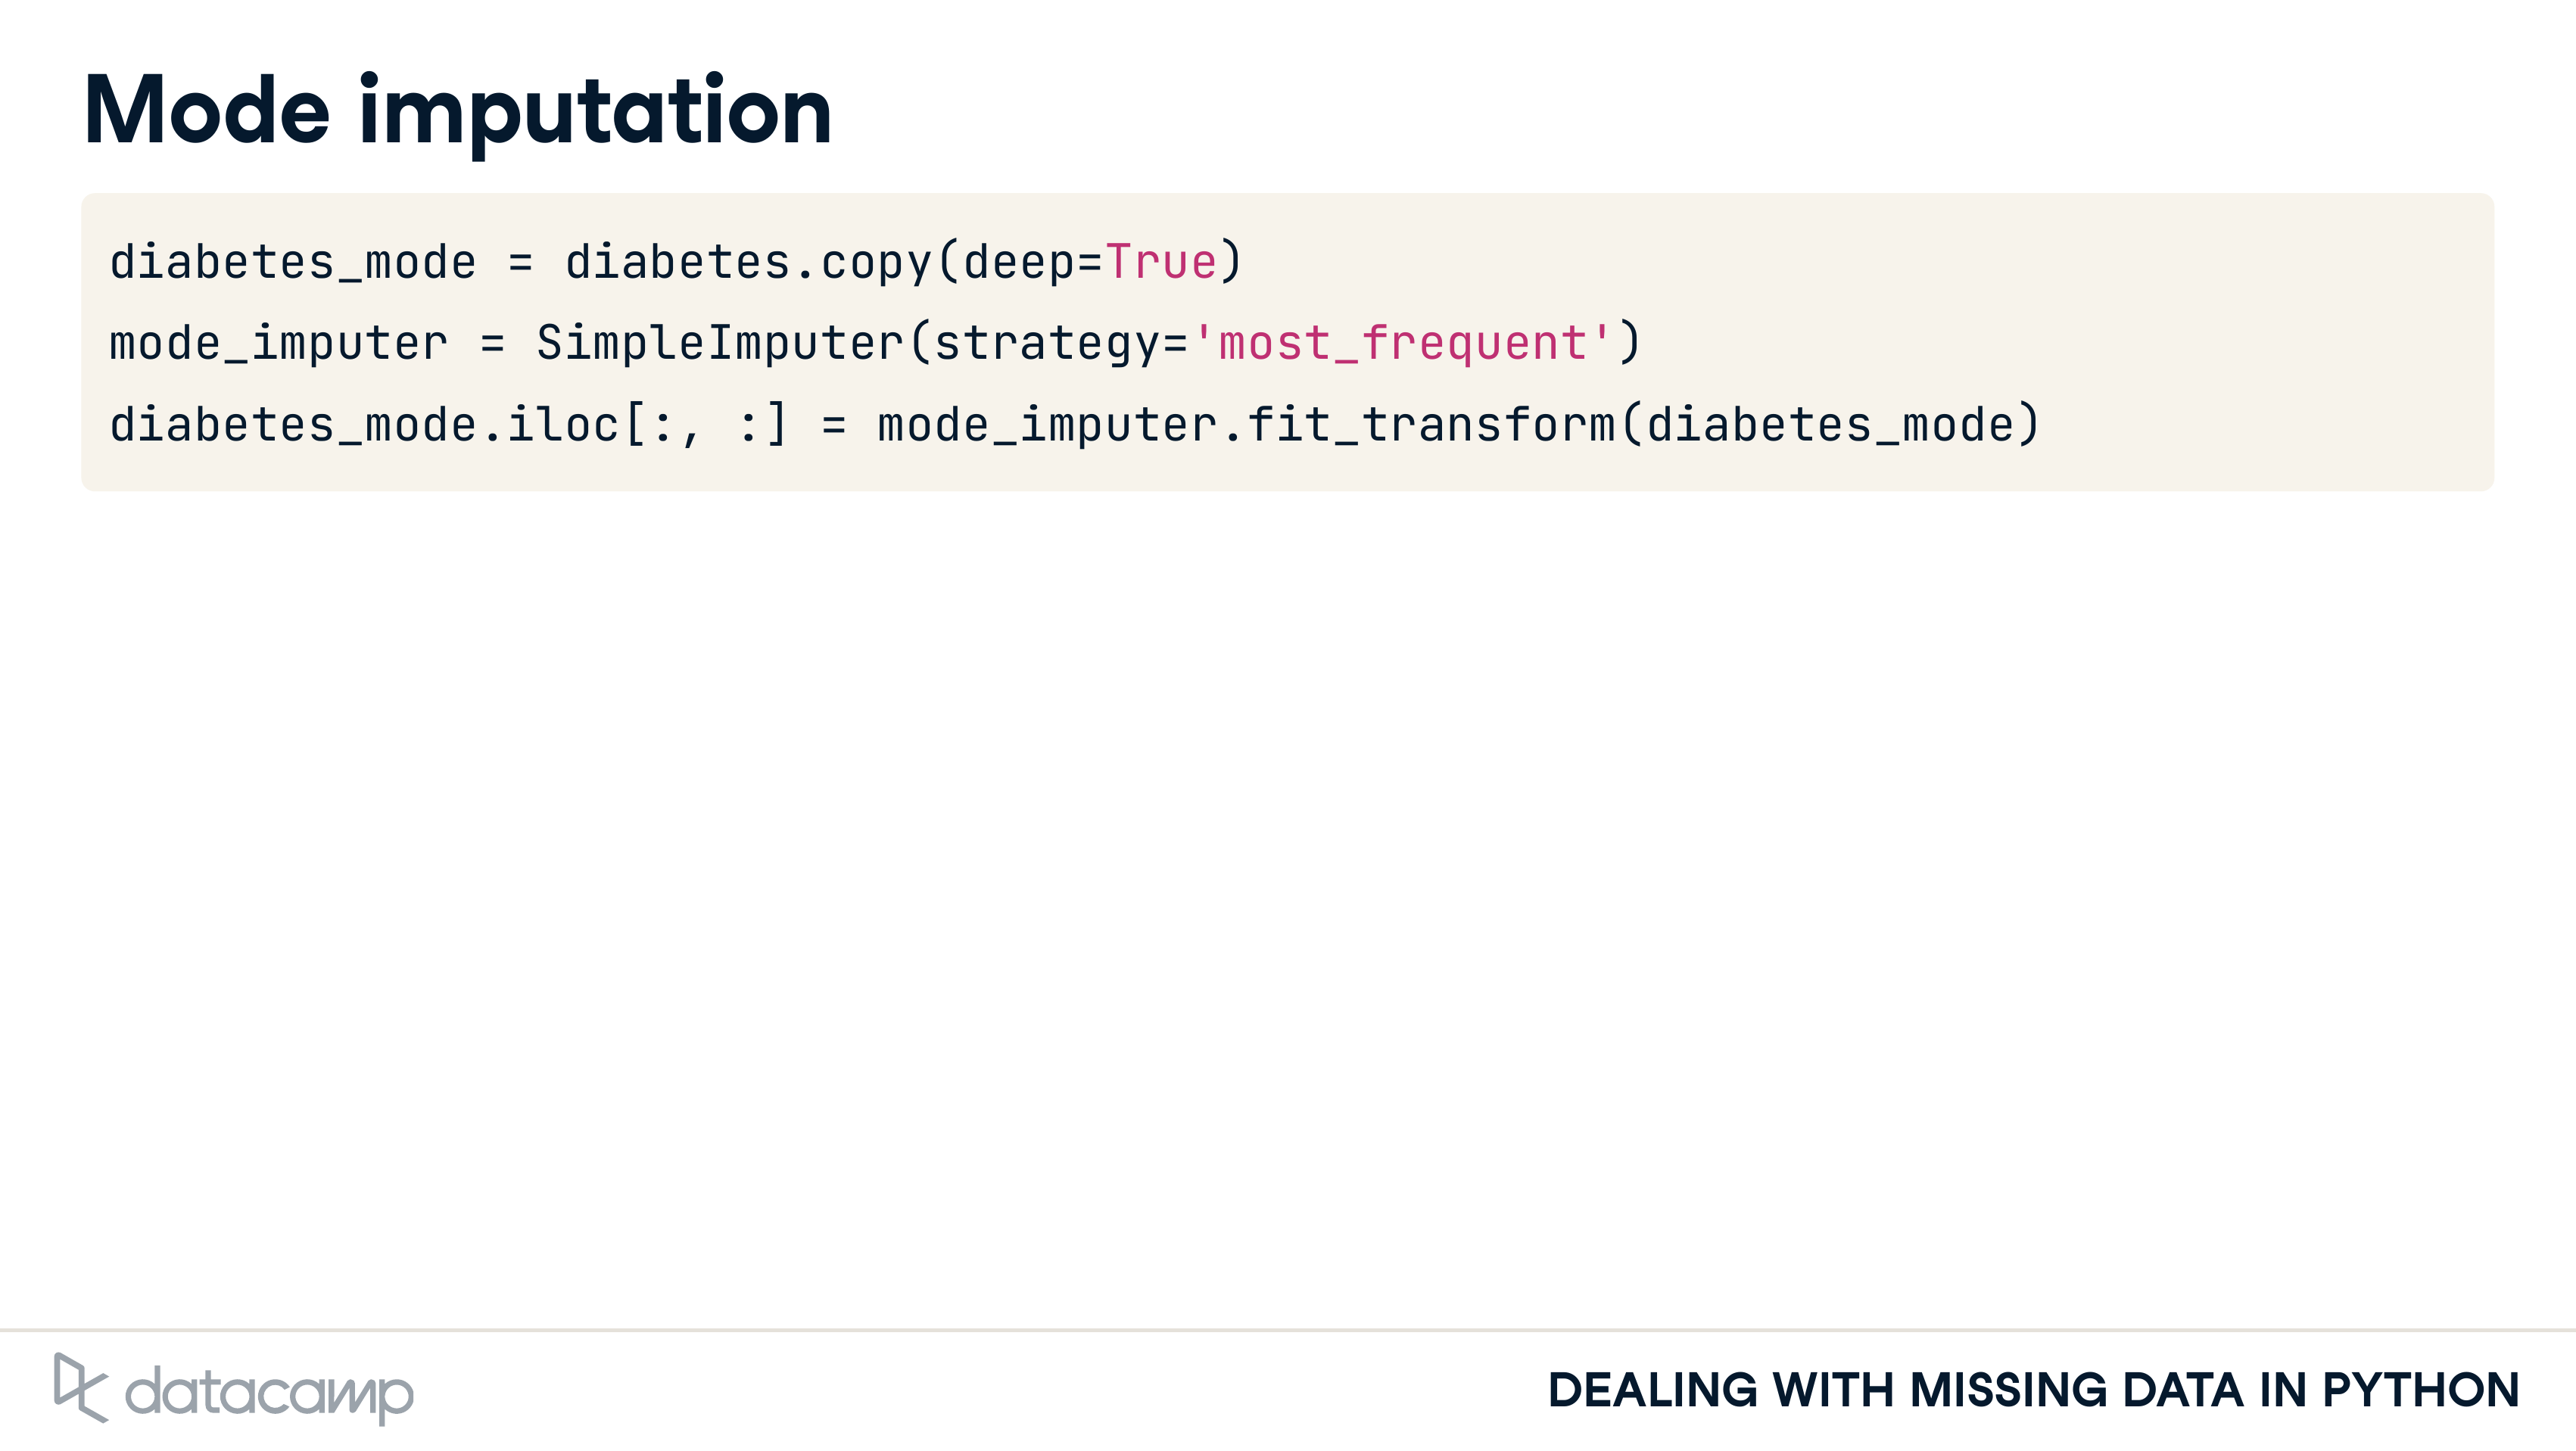 Mode imputation
diabetes_mode = diabetes.copy(deep=True)
mode_imputer = SimpleImputer(strategy='most_frequent')
diabetes_mode.iloc[:, :] = mode_imputer.fit_transform(diabetes_mode)
datacamp
DEALING WITH MISSING DATA IN PYTHON